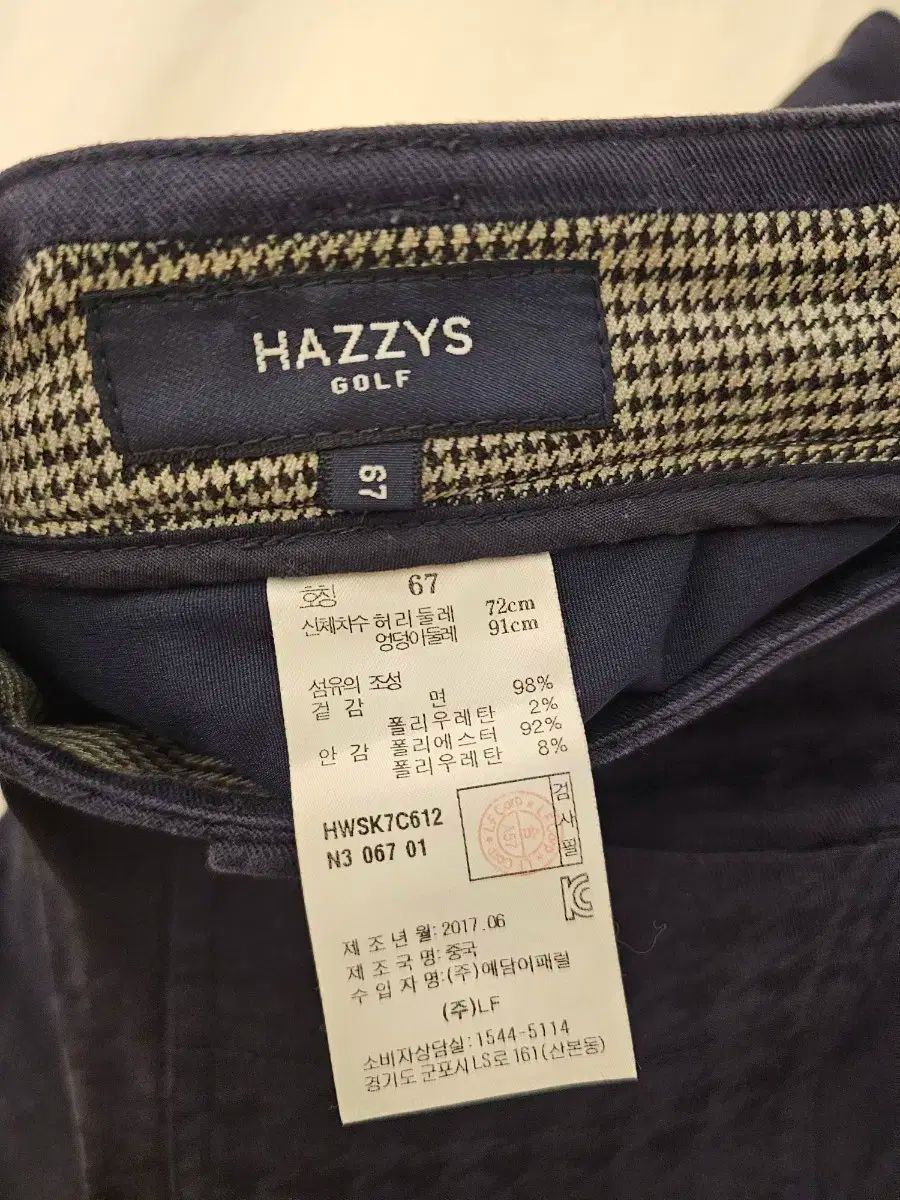 HAZZYS
GOLF
67
호칭 67
신체치수 허리둘레 72cm
엉덩이둘레 91cm
섬유의 조성
겉감 면 98%
폴리우레탄 2%
안감 폴리에스터 92%
폴리우레탄 8%
HWSK7C612
N3 067 01
검사필
LF Corp
제조년월: 2017.06
제조국명: 중국
수입자명: (주)애담어패럴
(주)LF
소비자상담실: 1544-5114
경기도 군포시 LS로 161(산본동)